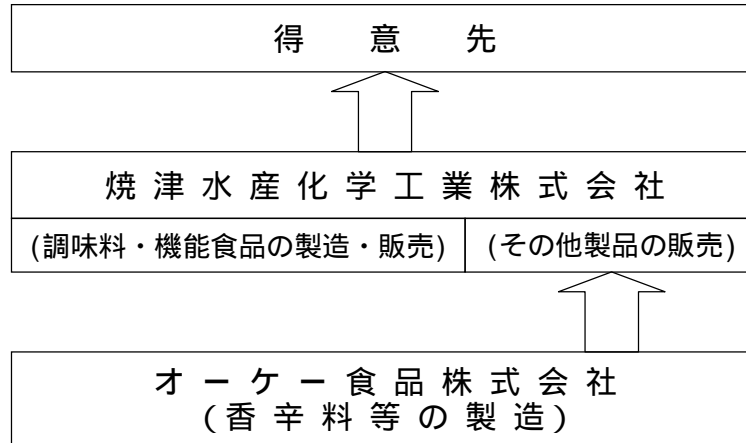 得意先
焼津水産化学工業株式会社
(調味料・機能食品の製造・販売)
(その他製品の販売)
オーケー食品株式会社
(香辛料等の製造)